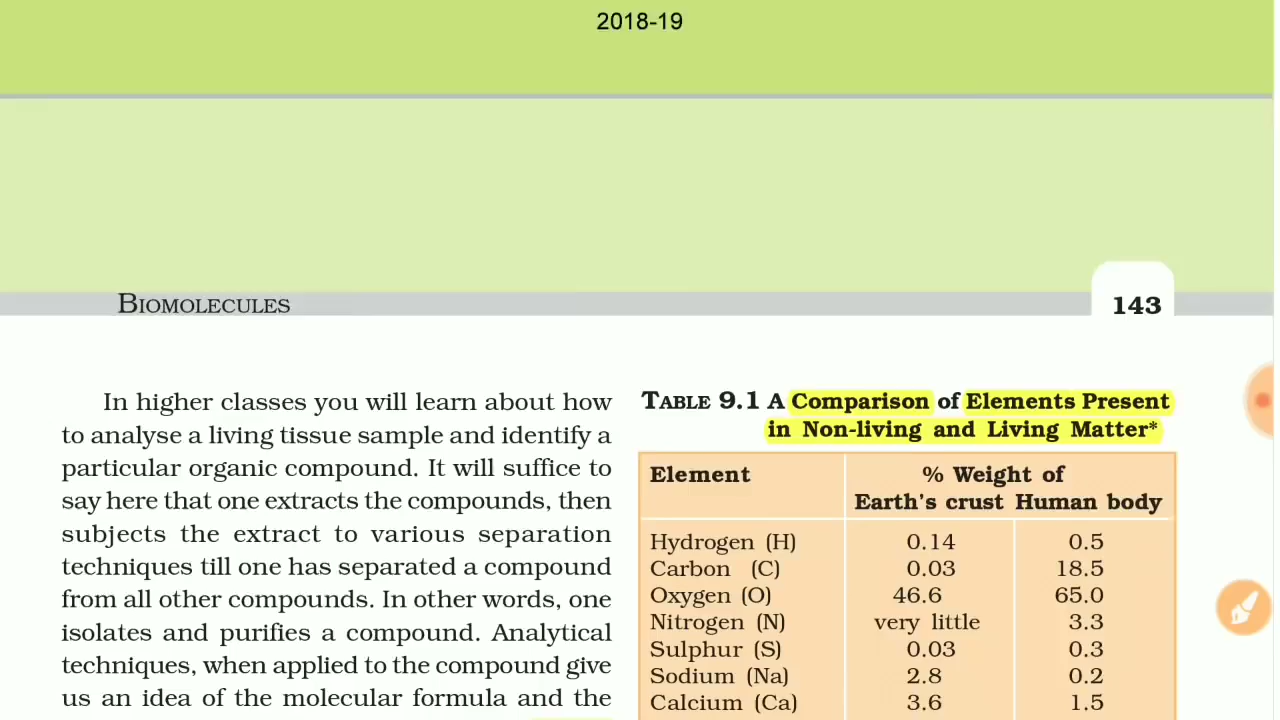 2018-19
BIOMOLECULES
143
In higher classes you will learn about how
to analyse a living tissue sample and identify a
particular organic compound. It will suffice to
say here that one extracts the compounds, then
subjects the extract to various separation
techniques till one has separated a compound
from all other compounds. In other words, one
isolates and purifies a compound. Analytical
techniques, when applied to the compound give
us an idea of the molecular formula and the
TABLE 9.1 A Comparison of Elements Present
in Non-living and Living Matter*
Element % Weight of
Earth's crust Human body
Hydrogen (H) 0.14 0.5
Carbon (C) 0.03 18.5
Oxygen (O) 46.6 65.0
Nitrogen (N) very little 3.3
Sulphur (S) 0.03 0.3
Sodium (Na) 2.8 0.2
Calcium (Ca) 3.6 1.5